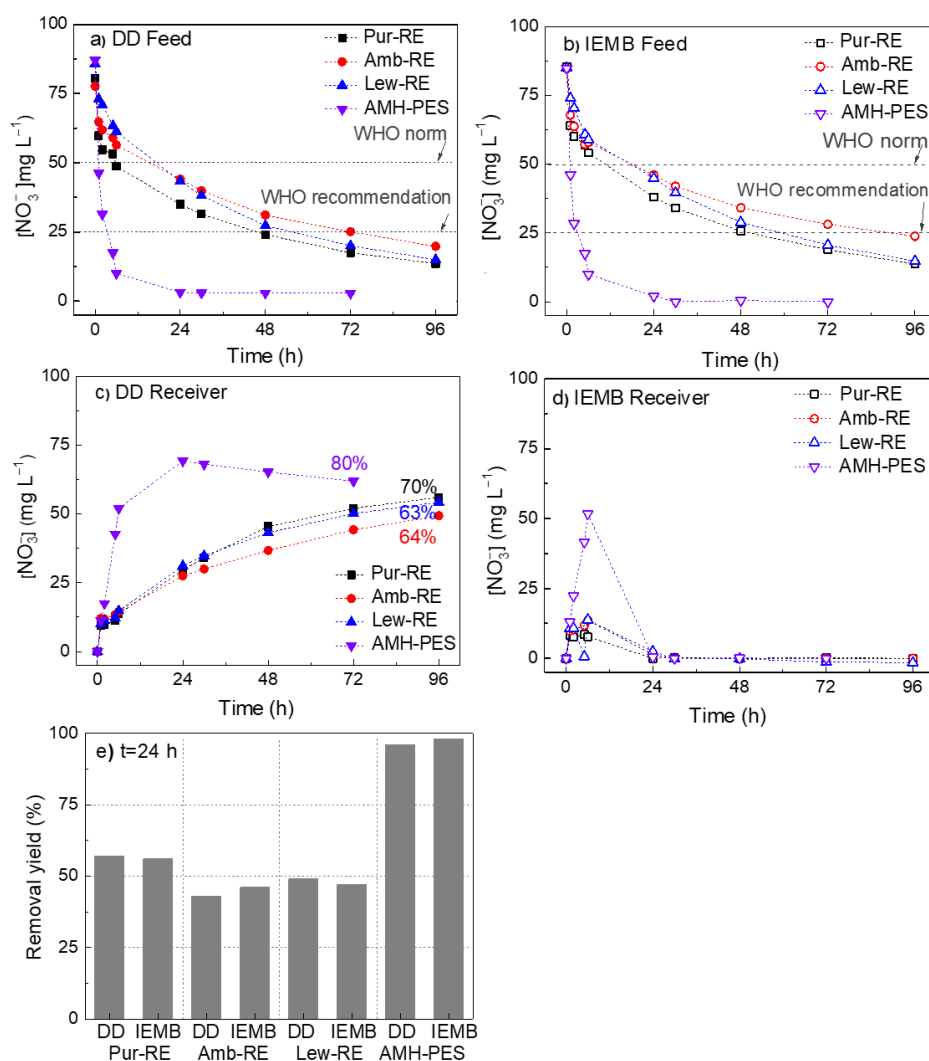 a) DD Feed
Pur-RE
Amb-RE
Lew-RE
AMH-PES
WHO norm
WHO recommendation
[NO₃⁻]mg L⁻¹
100
75
50
25
0
0 24 48 72 96
Time (h)
b) IEMB Feed
Pur-RE
Amb-RE
Lew-RE
AMH-PES
WHO norm
WHO recommendation
[NO₃⁻] (mg L⁻¹)
100
75
50
25
0
0 24 48 72 96
Time (h)
c) DD Receiver
80%
70%
63%
64%
Pur-RE
Amb-RE
Lew-RE
AMH-PES
[NO₃⁻] (mg L⁻¹)
100
75
50
25
0
0 24 48 72 96
Time (h)
d) IEMB Receiver
Pur-RE
Amb-RE
Lew-RE
AMH-PES
[NO₃⁻] (mg L⁻¹)
100
75
50
25
0
0 24 48 72 96
Time (h)
e) t=24 h
Removal yield (%)
100
75
50
25
0
DD IEMB DD IEMB DD IEMB DD IEMB
Pur-RE Amb-RE Lew-RE AMH-PES